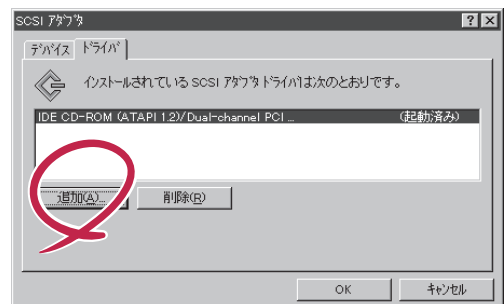 SCSI アダプタ
デバイス ドライバ
インストールされている SCSI アダプタ ドライバは次のとおりです。
IDE CD-ROM (ATAPI 1.2)/Dual-channel PCI ... (起動済み)
追加(A)... 削除(R)
OK キャンセル